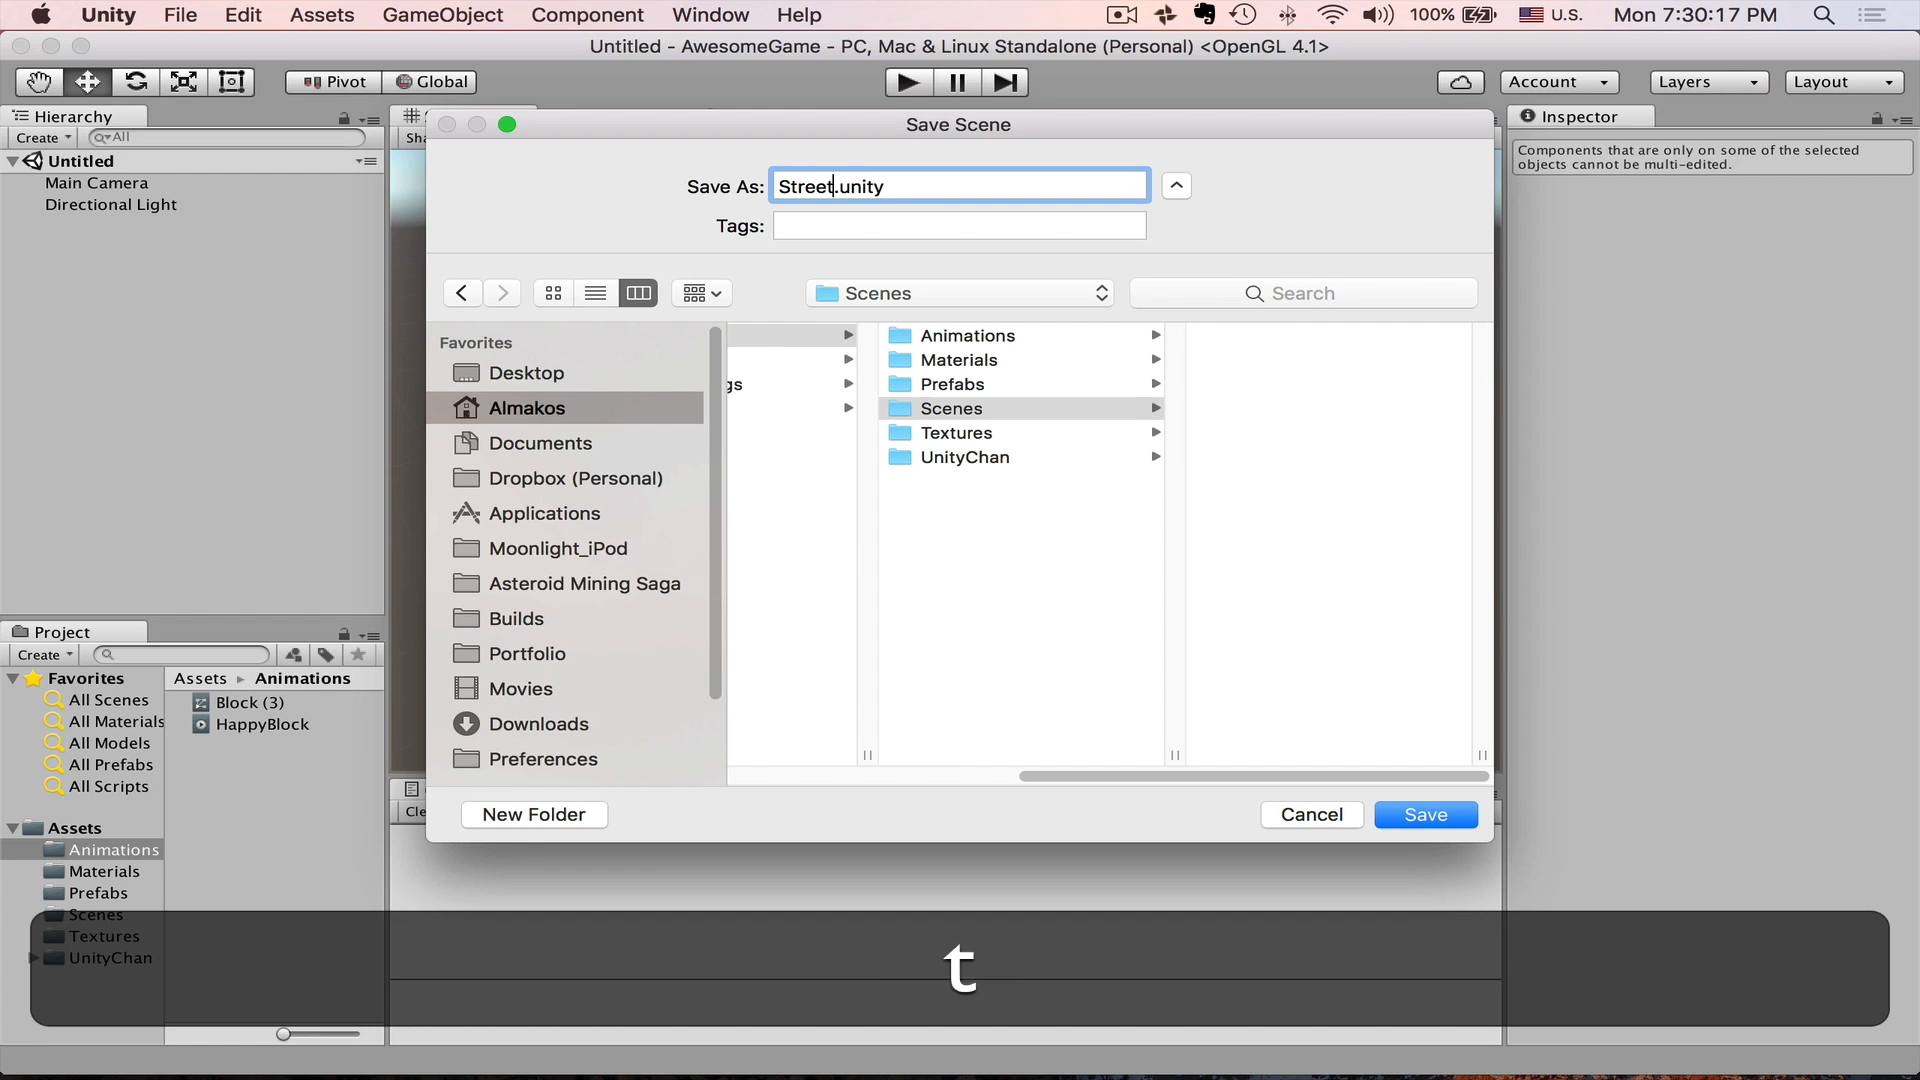 Unity File Edit Assets GameObject Component Window Help 100% U.S. Mon 7:30:17 PM
Untitled - AwesomeGame - PC, Mac & Linux Standalone (Personal) <OpenGL 4.1>
Pivot Global Account Layers Layout
Hierarchy
Create All
Untitled
Main Camera
Directional Light
Sha
Save Scene
Save As: Street.unity
Tags:
Scenes Search
Favorites
Desktop
Almakos
Documents
Dropbox (Personal)
Applications
Moonlight_iPod
Asteroid Mining Saga
Builds
Portfolio
Movies
Downloads
Preferences
gs
Animations
Materials
Prefabs
Scenes
Textures
UnityChan
New Folder Cancel Save
Inspector
Components that are only on some of the selected
objects cannot be multi-edited.
Project
Create
Favorites
All Scenes
All Materials
All Models
All Prefabs
All Scripts
Assets
Animations
Materials
Prefabs
Scenes
Textures
UnityChan
Assets Animations
Block (3)
HappyBlock
Cle
t